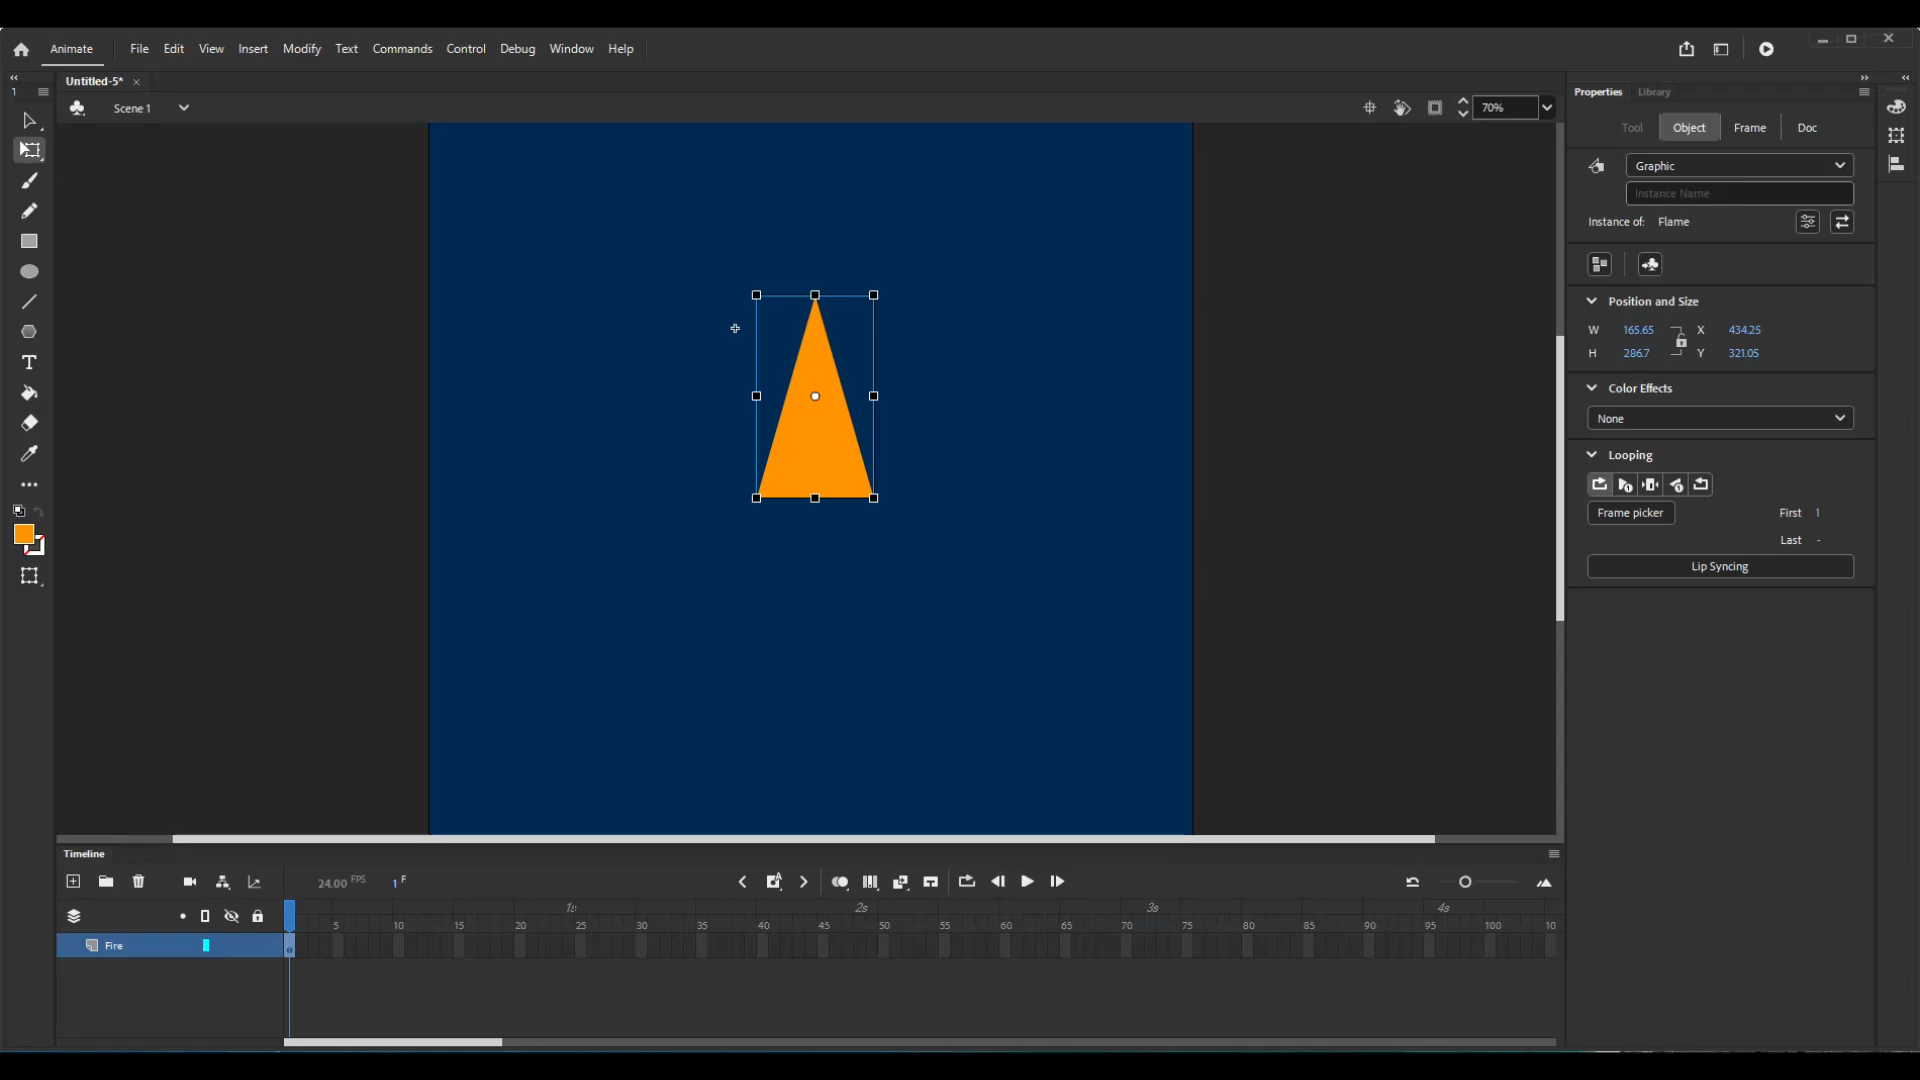 Animate File Edit View Insert Modify Text Commands Control Debug Window Help
Untitled-5*
Scene 1
70%
Properties Library
Tool Object Frame Doc
Graphic
Instance Name
Instance of: Flame
Position and Size
W 165.65 X 434.25
H 286.7 Y 321.05
Color Effects
None
Looping
Frame picker First 1
Last -
Lip Syncing
Timeline
24.00 FPS 1 F
1s 2s 3s 4s
5 10 15 20 25 30 35 40 45 50 55 60 65 70 75 80 85 90 95 100 10
Fire